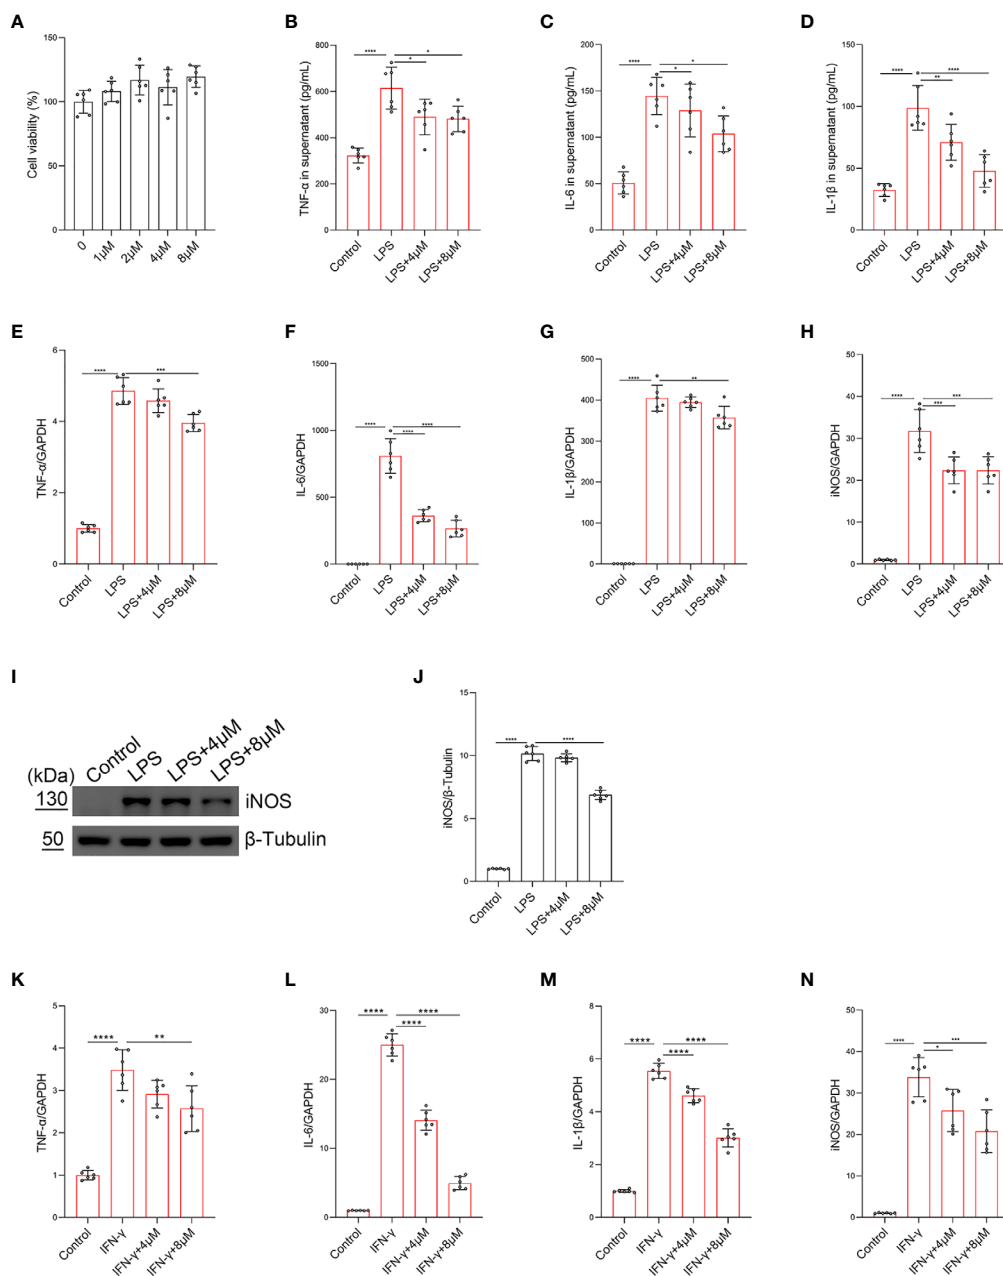 A
Cell viability (%)
150
100
50
0
0
1μM
2μM
4μM
8μM
B
TNF-α in supernatant (pg/mL)
800
600
400
200
0
****
*
*
Control
LPS
LPS+4μM
LPS+8μM
C
IL-6 in supernatant (pg/mL)
200
150
100
50
0
****
*
*
Control
LPS
LPS+4μM
LPS+8μM
D
IL-1β in supernatant (pg/mL)
150
100
50
0
****
****
**
Control
LPS
LPS+4μM
LPS+8μM
E
TNF-α/GAPDH
6
4
2
0
****
***
Control
LPS
LPS+4μM
LPS+8μM
F
IL-6/GAPDH
1500
1000
500
0
****
****
****
Control
LPS
LPS+4μM
LPS+8μM
G
IL-1β/GAPDH
500
400
300
200
100
0
****
**
Control
LPS
LPS+4μM
LPS+8μM
H
iNOS/GAPDH
50
40
30
20
10
0
****
***
***
Control
LPS
LPS+4μM
LPS+8μM
I
Control
LPS
LPS+4μM
LPS+8μM
(kDa)
130
iNOS
50
β-Tubulin
J
iNOS/β-Tubulin
15
10
5
0
****
****
Control
LPS
LPS+4μM
LPS+8μM
K
TNF-α/GAPDH
5
4
3
2
1
0
****
**
Control
IFN-γ
IFN-γ+4μM
IFN-γ+8μM
L
IL-6/GAPDH
30
20
10
0
****
****
****
Control
IFN-γ
IFN-γ+4μM
IFN-γ+8μM
M
IL-1β/GAPDH
8
6
4
2
0
****
****
****
Control
IFN-γ
IFN-γ+4μM
IFN-γ+8μM
N
iNOS/GAPDH
50
40
30
20
10
0
****
***
*
Control
IFN-γ
IFN-γ+4μM
IFN-γ+8μM